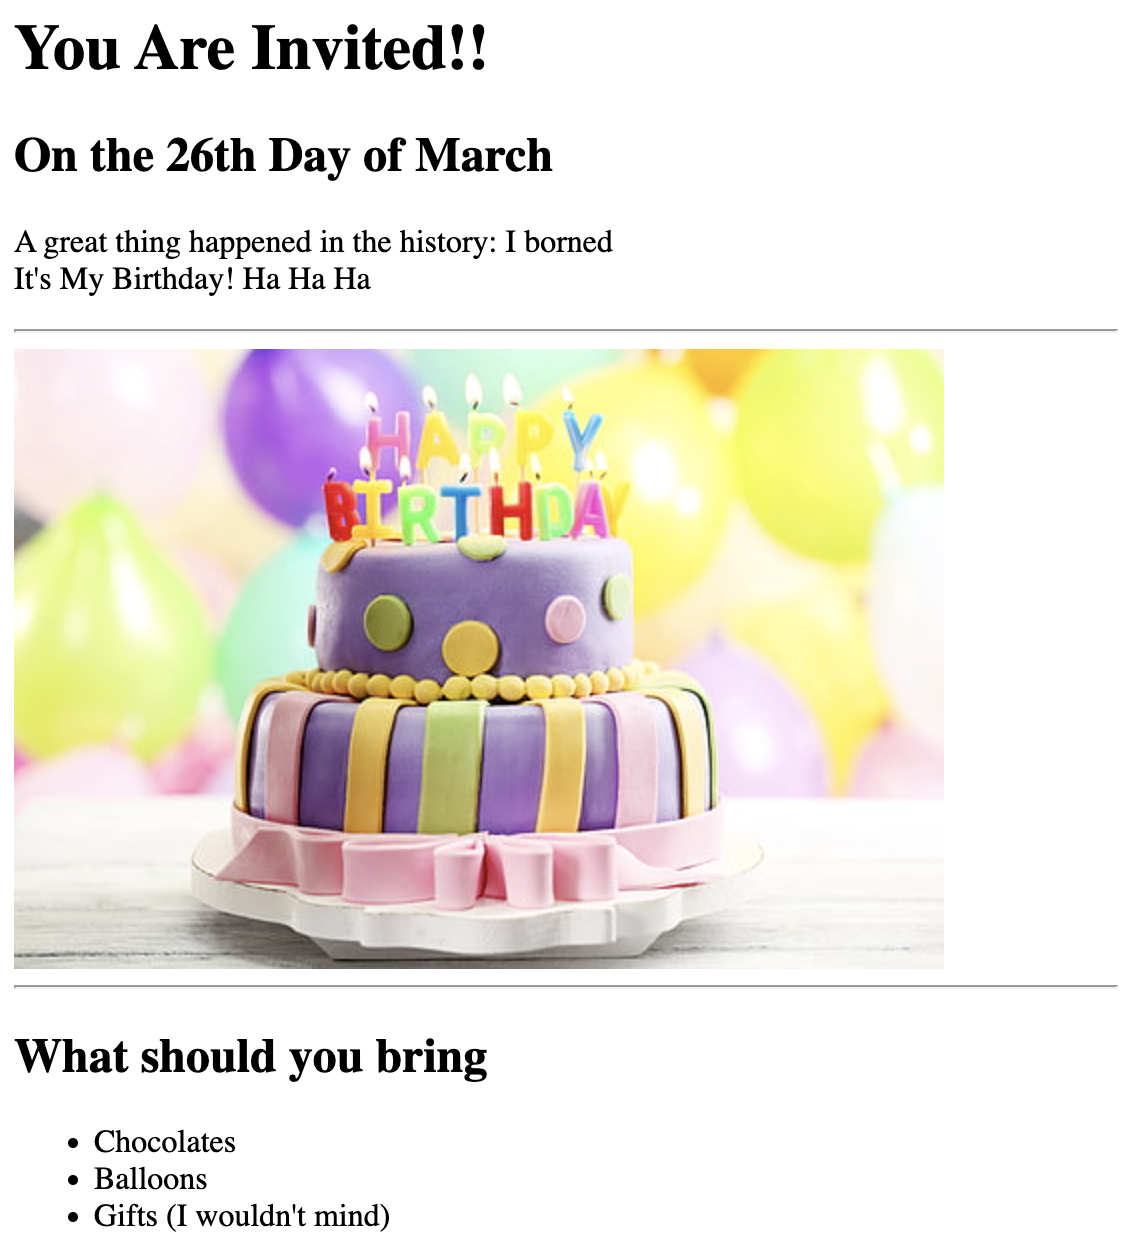 You Are Invited!!
On the 26th Day of March
A great thing happened in the history: I borned
It's My Birthday! Ha Ha Ha
HAPPY
BIRTHDAY
What should you bring
Chocolates
Balloons
Gifts (I wouldn't mind)